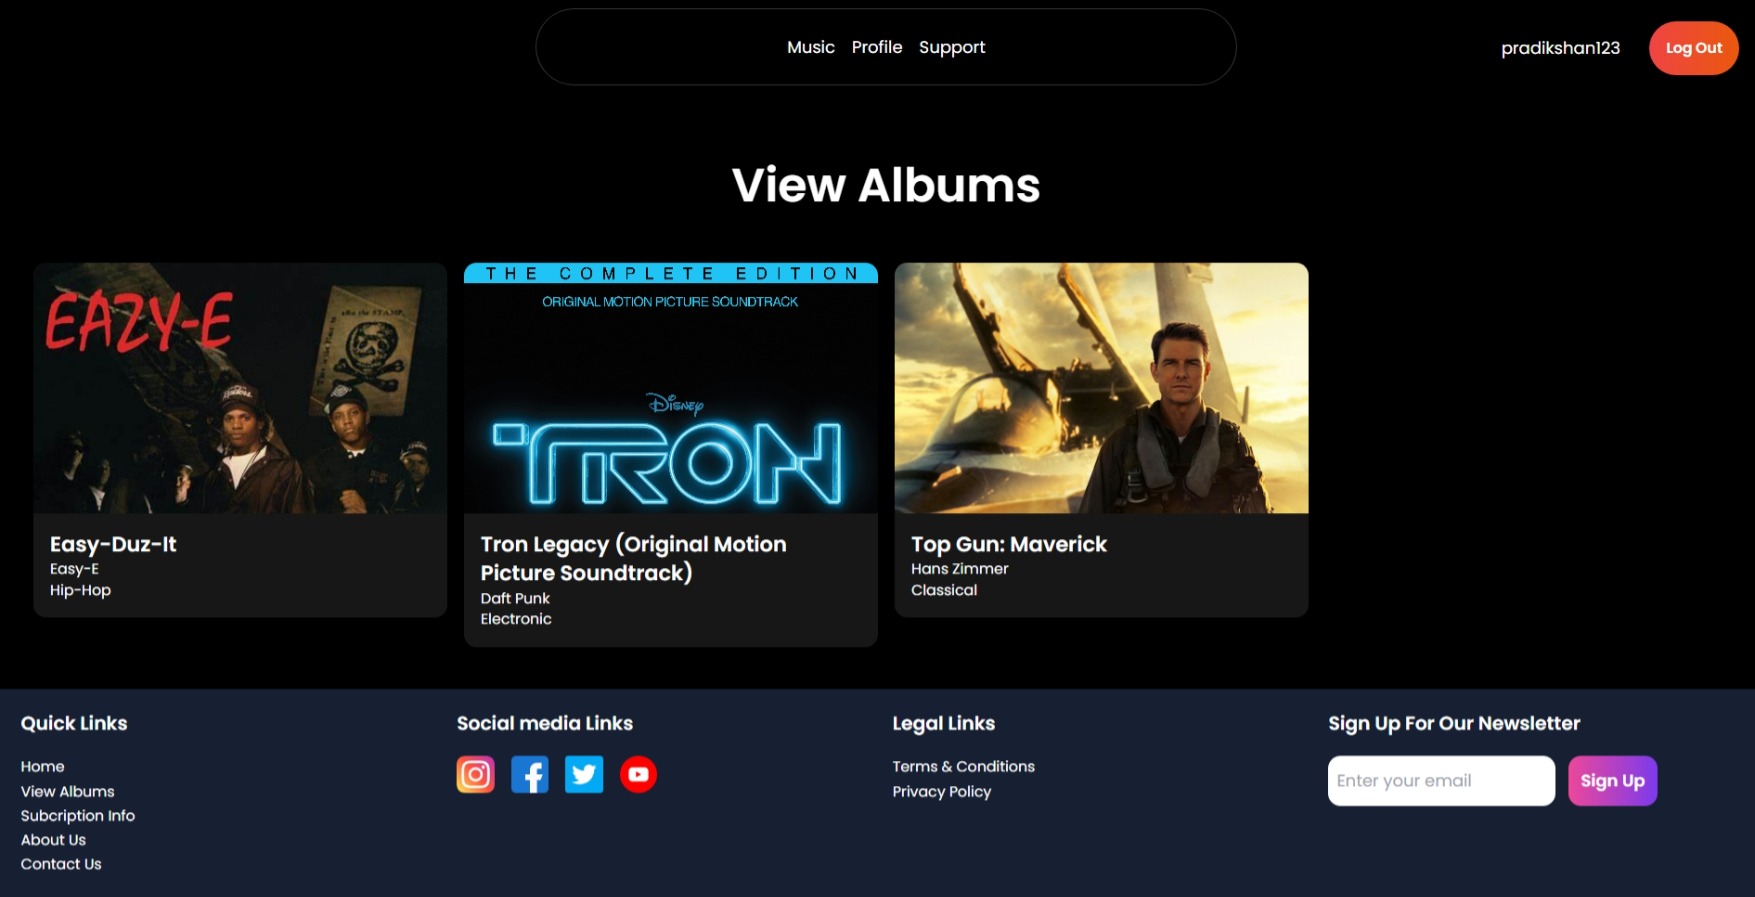 Music Profile Support
pradikshan123
Log Out
View Albums
EAZY-E
THE COMPLETE EDITION
ORIGINAL MOTION PICTURE SOUNDTRACK
Disney
TRON
Easy-Duz-It
Easy-E
Hip-Hop
Tron Legacy (Original Motion
Picture Soundtrack)
Daft Punk
Electronic
Top Gun: Maverick
Hans Zimmer
Classical
Quick Links
Home
View Albums
Subcription Info
About Us
Contact Us
Social media Links
Legal Links
Terms & Conditions
Privacy Policy
Sign Up For Our Newsletter
Enter your email
Sign Up